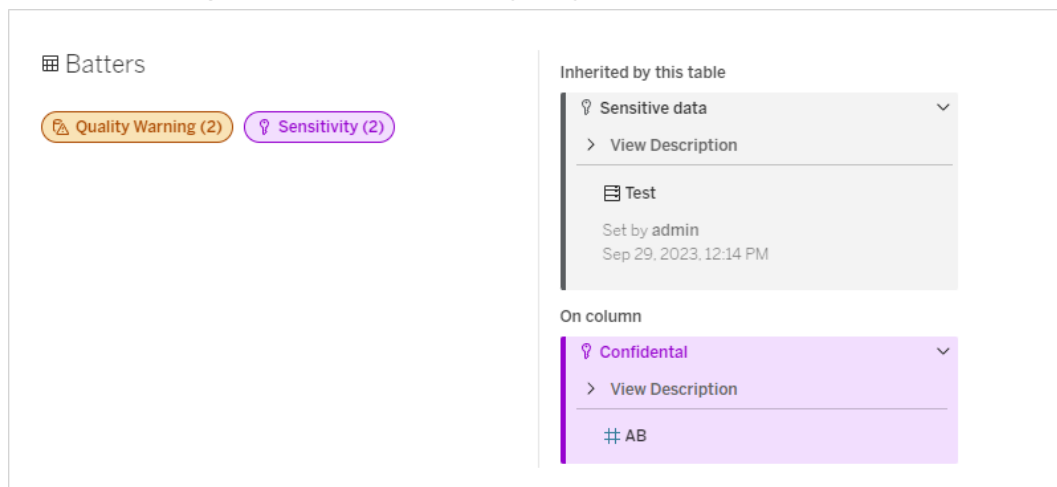 Batters
Quality Warning (2)
Sensitivity (2)
Inherited by this table
Sensitive data
View Description
Test
Set by admin
Sep 29, 2023, 12:14 PM
On column
Confidental
View Description
AB